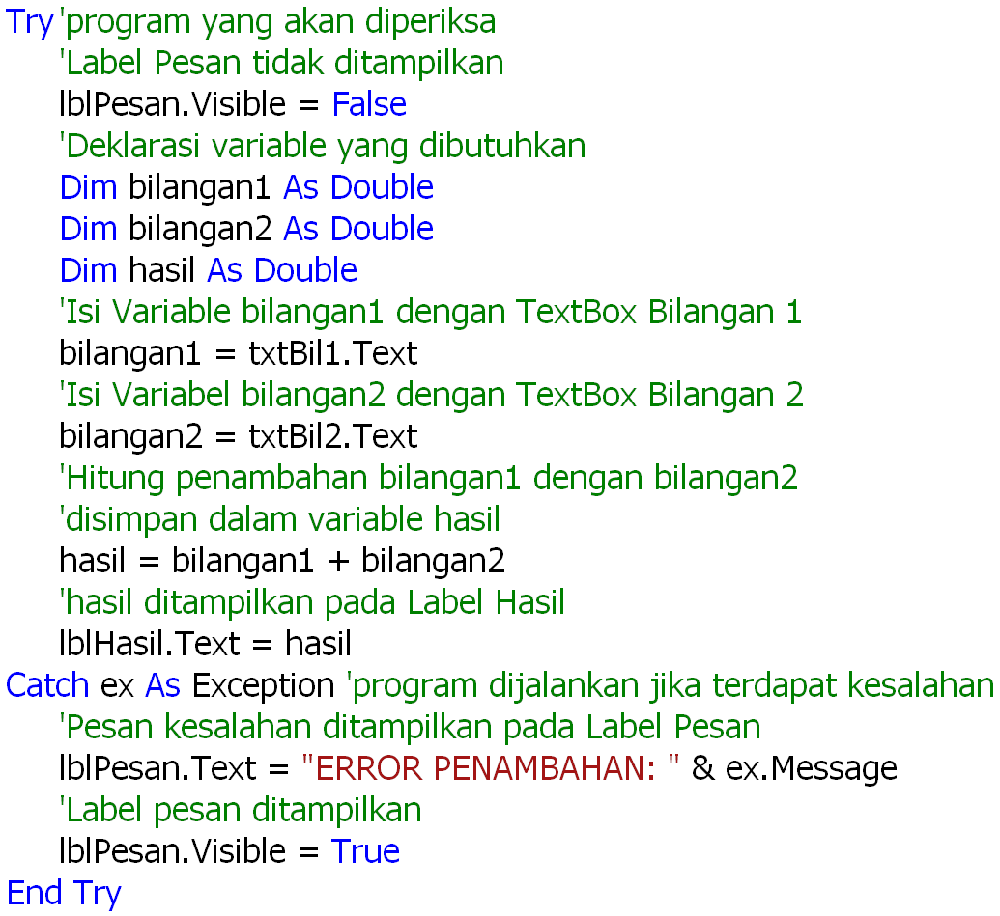 Try 'program yang akan diperiksa
'Label Pesan tidak ditampilkan
lblPesan.Visible = False
'Deklarasi variable yang dibutuhkan
Dim bilangan1 As Double
Dim bilangan2 As Double
Dim hasil As Double
'Isi Variable bilangan1 dengan TextBox Bilangan 1
bilangan1 = txtBil1.Text
'Isi Variabel bilangan2 dengan TextBox Bilangan 2
bilangan2 = txtBil2.Text
'Hitung penambahan bilangan1 dengan bilangan2
'disimpan dalam variable hasil
hasil = bilangan1 + bilangan2
'hasil ditampilkan pada Label Hasil
lblHasil.Text = hasil
Catch ex As Exception 'program dijalankan jika terdapat kesalahan
'Pesan kesalahan ditampilkan pada Label Pesan
lblPesan.Text = "ERROR PENAMBAHAN: " & ex.Message
'Label pesan ditampilkan
lblPesan.Visible = True
End Try